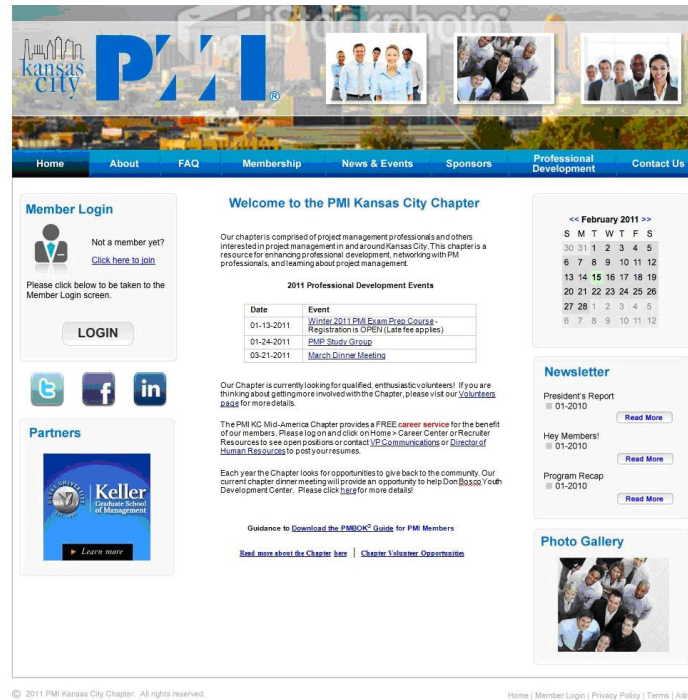 iStockphoto
kansas
city
PMI®
Home About FAQ Membership News & Events Sponsors Professional Development Contact Us
Member Login
Not a member yet?
Click here to join
Please click below to be taken to the
Member Login screen.
LOGIN
Partners
Keller
Graduate School
of Management
Learn more
Welcome to the PMI Kansas City Chapter
Our chapter is comprised of project management professionals and others
interested in project management in and around Kansas City. This chapter is a
resource for enhancing professional development, networking with PM
professionals, and learning about project management.
2011 Professional Development Events
Date Event
01-13-2011 Winter 2011 PMI Exam Prep Course -
Registration is OPEN (Late fee applies)
01-24-2011 PMP Study Group
03-21-2011 March Dinner Meeting
Our Chapter is currently looking for qualified, enthusiastic volunteers! If you are
thinking about getting more involved with the Chapter, please visit our Volunteers
page for more details.
The PMI KC Mid-America Chapter provides a FREE career service for the benefit
of our members. Please log on and click on Home > Career Center or Recruiter
Resources to see open positions or contact VP Communications or Director of
Human Resources to post your resumes.
Each year the Chapter looks for opportunities to give back to the community. Our
current chapter dinner meeting will provide an opportunity to help Don Bosco Youth
Development Center. Please click here for more details!
Guidance to Download the PMBOK© Guide for PMI Members
Read more about the Chapter here | Chapter Volunteer Opportunities
<< February 2011 >>
S M T W T F S
30 31 1 2 3 4 5
6 7 8 9 10 11 12
13 14 15 16 17 18 19
20 21 22 23 24 25 26
27 28 1 2 3 4 5
6 7 8 9 10 11 12
Newsletter
President's Report
01-2010
Read More
Hey Members!
01-2010
Read More
Program Recap
01-2010
Read More
Photo Gallery
© 2011 PMI Kansas City Chapter. All rights reserved.
Home | Member Login | Privacy Policy | Terms | Adm